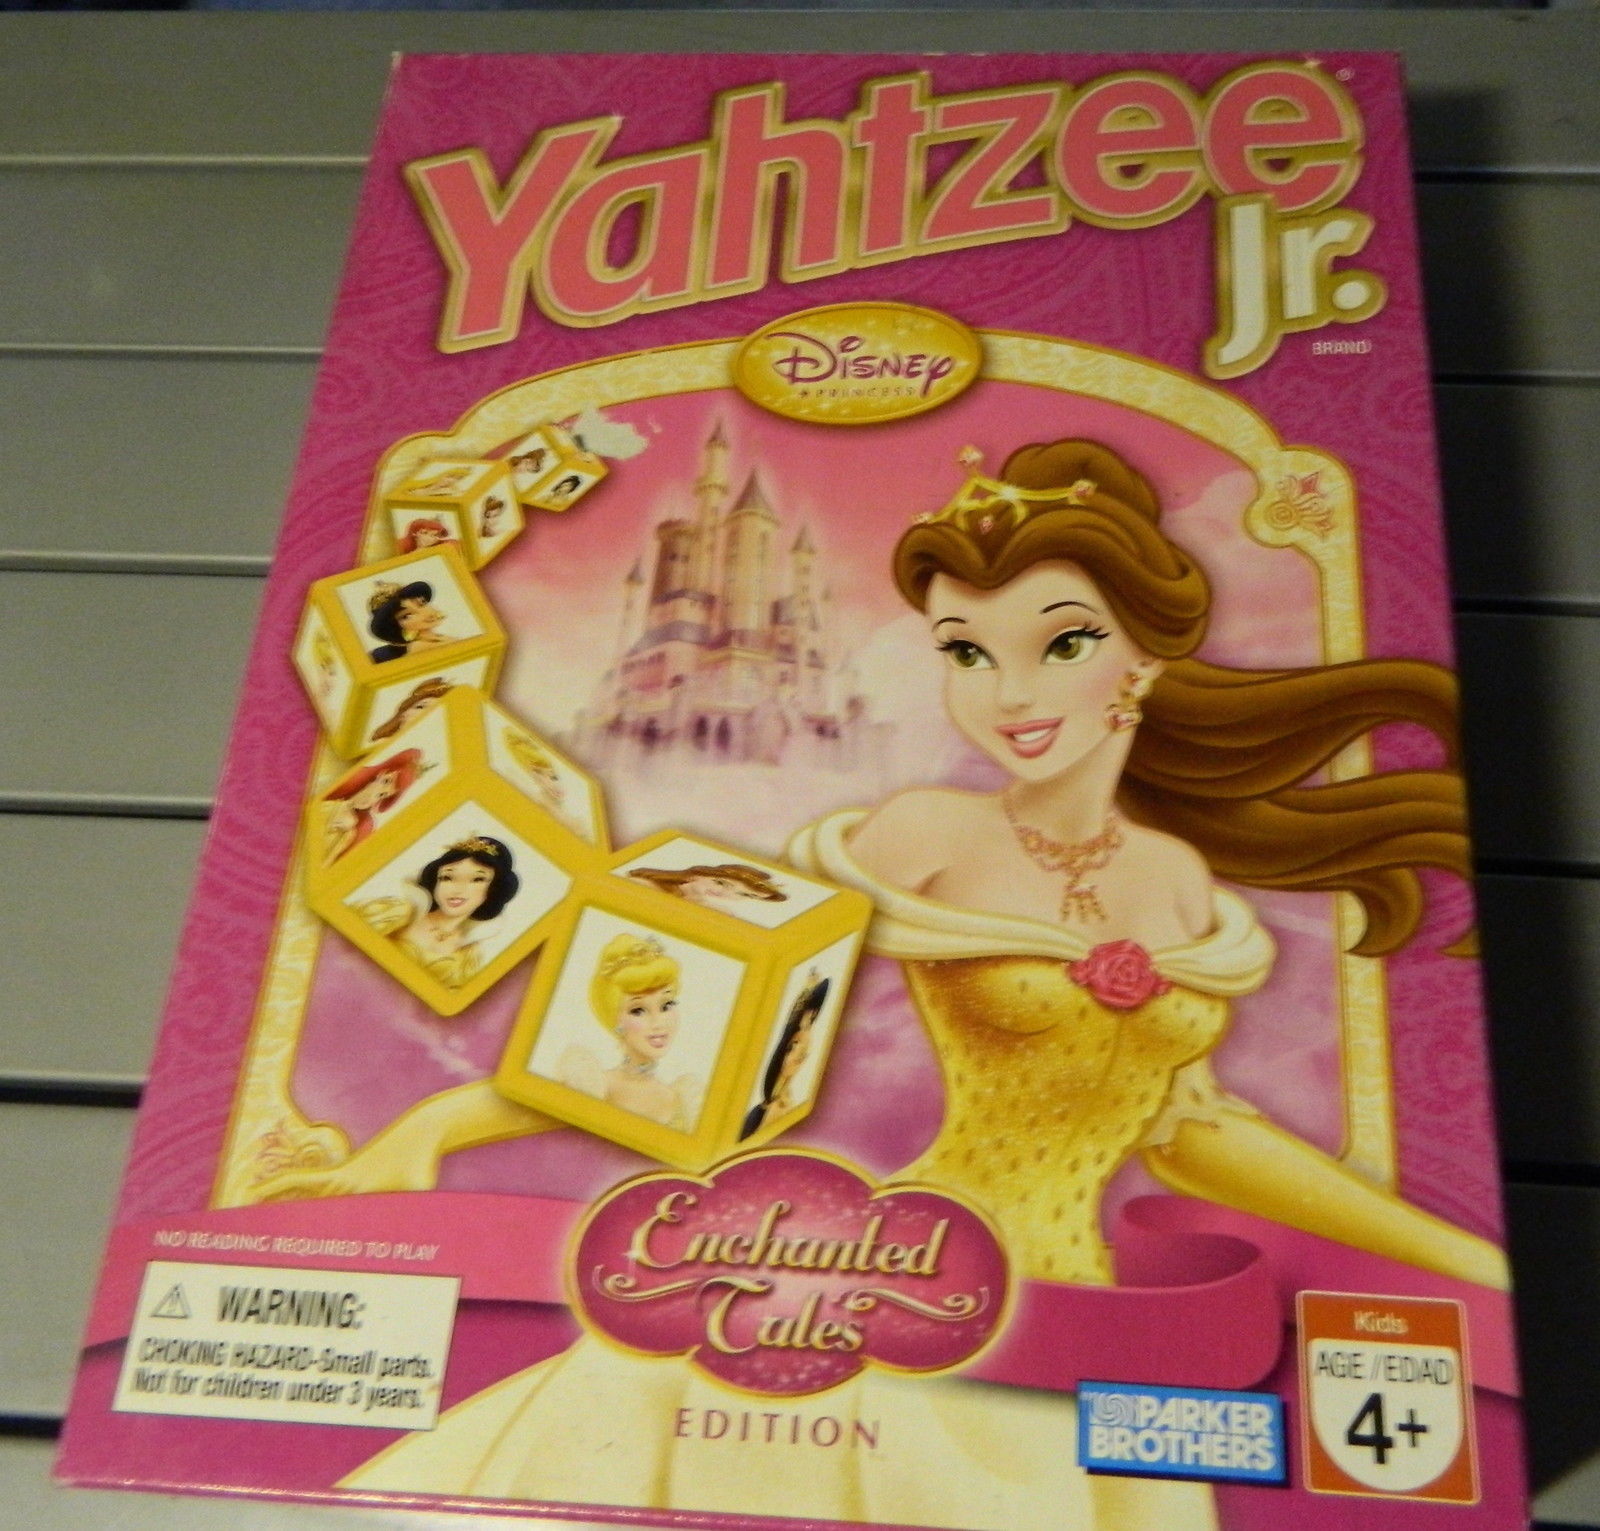 Yahtzee
Jr.
BRAND
Disney
PRINCESS
NO READING REQUIRED TO PLAY
WARNING:
CHOKING HAZARD-Small parts.
Not for children under 3 years.
Enchanted
Tales
EDITION
PARKER
BROTHERS
Kids
AGE/EDAD
4+